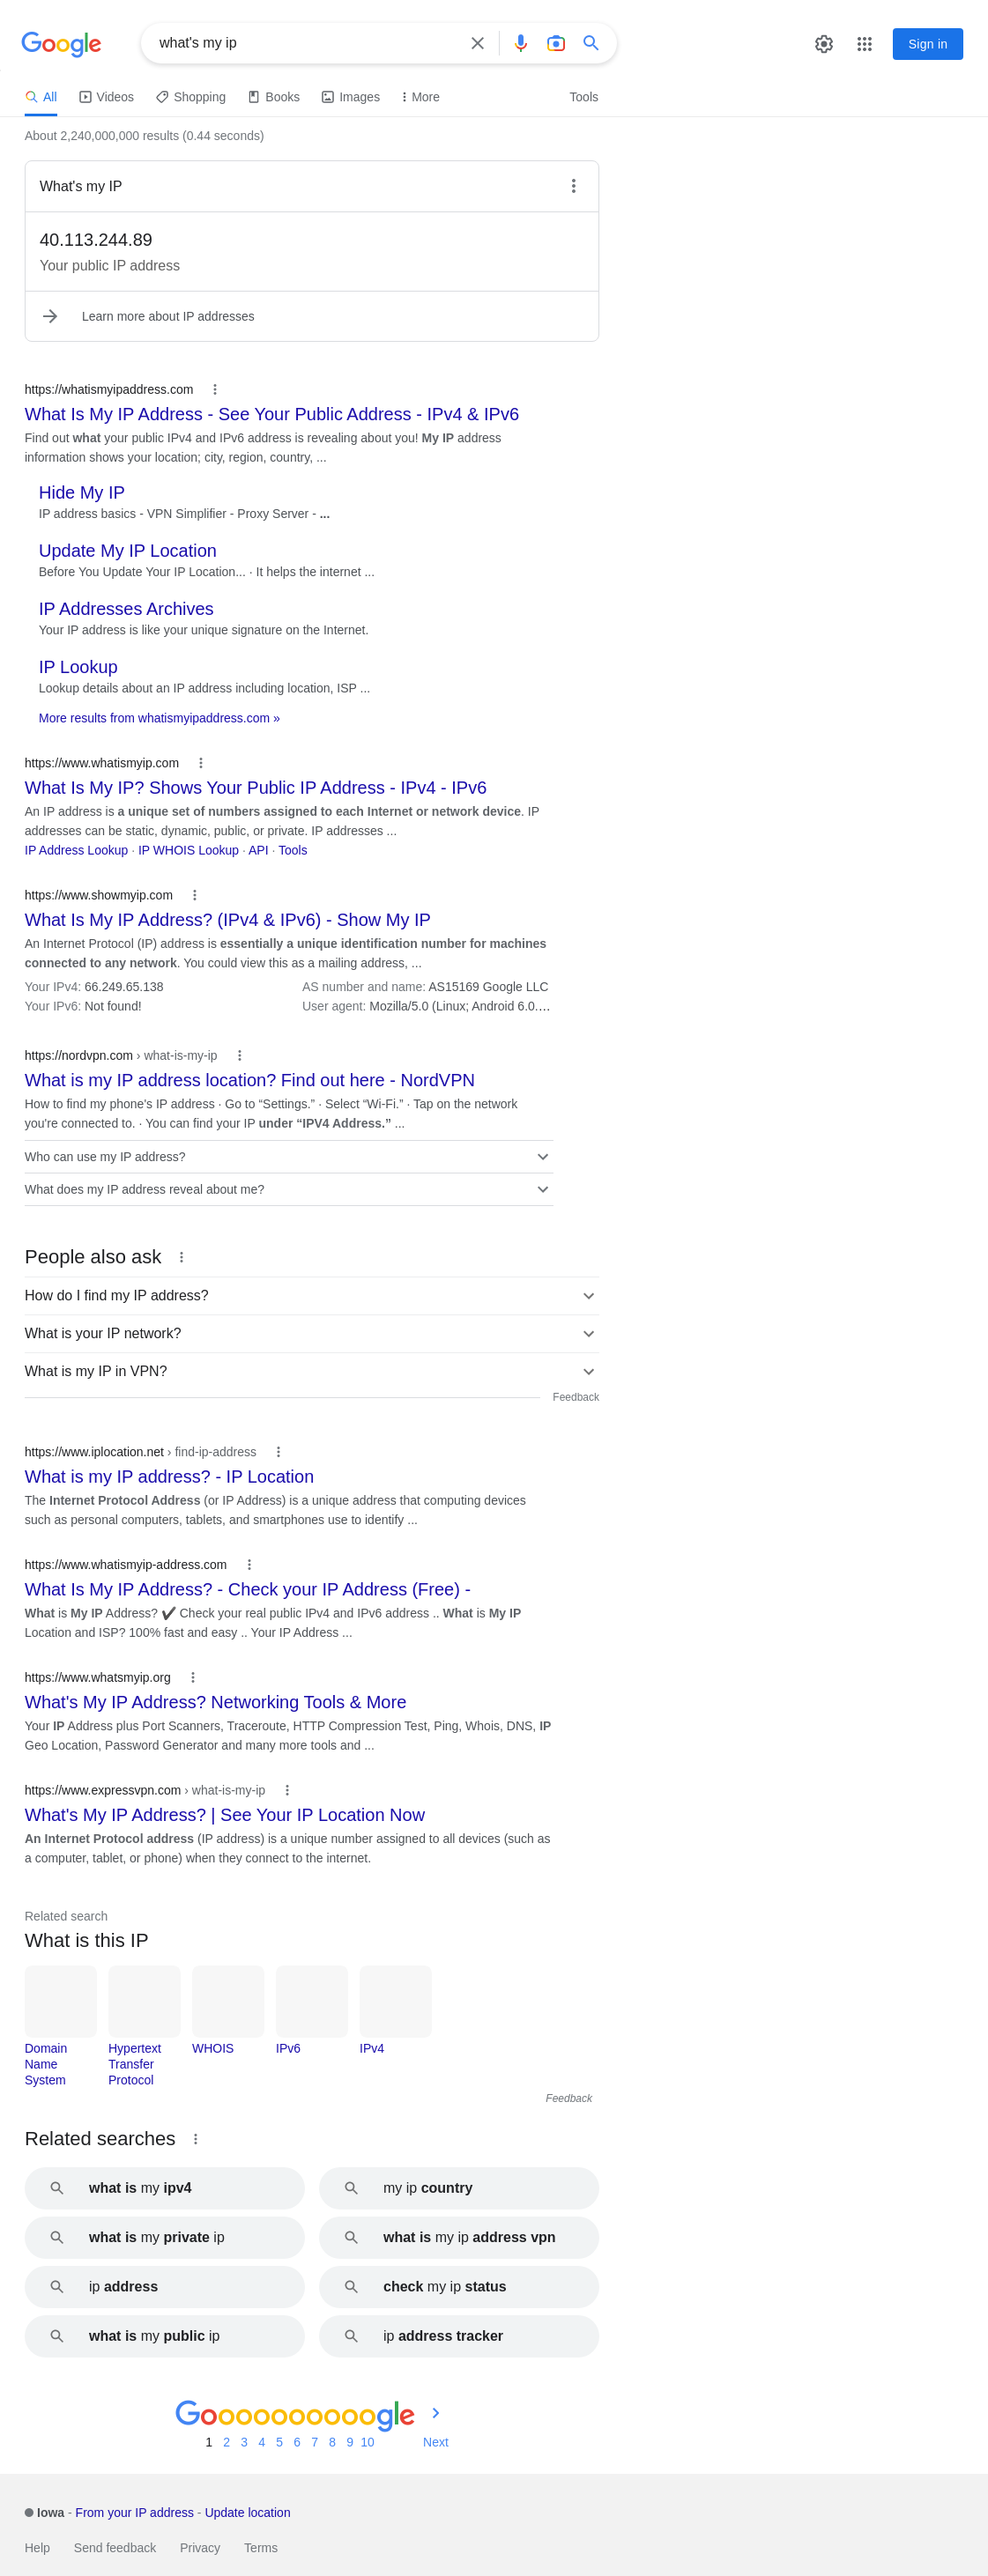 Google
what's my ip
Sign in
All Videos Shopping Books Images More Tools
About 2,240,000,000 results (0.44 seconds)
What's my IP
40.113.244.89
Your public IP address
Learn more about IP addresses
https://whatismyipaddress.com
What Is My IP Address - See Your Public Address - IPv4 & IPv6
Find out what your public IPv4 and IPv6 address is revealing about you! My IP address
information shows your location; city, region, country, ...
Hide My IP
IP address basics - VPN Simplifier - Proxy Server - ...
Update My IP Location
Before You Update Your IP Location... · It helps the internet ...
IP Addresses Archives
Your IP address is like your unique signature on the Internet.
IP Lookup
Lookup details about an IP address including location, ISP ...
More results from whatismyipaddress.com »
https://www.whatismyip.com
What Is My IP? Shows Your Public IP Address - IPv4 - IPv6
An IP address is a unique set of numbers assigned to each Internet or network device. IP
addresses can be static, dynamic, public, or private. IP addresses ...
IP Address Lookup · IP WHOIS Lookup · API · Tools
https://www.showmyip.com
What Is My IP Address? (IPv4 & IPv6) - Show My IP
An Internet Protocol (IP) address is essentially a unique identification number for machines
connected to any network. You could view this as a mailing address, ...
Your IPv4: 66.249.65.138 AS number and name: AS15169 Google LLC
Your IPv6: Not found! User agent: Mozilla/5.0 (Linux; Android 6.0.…
https://nordvpn.com › what-is-my-ip
What is my IP address location? Find out here - NordVPN
How to find my phone's IP address · Go to “Settings.” · Select “Wi-Fi.” · Tap on the network
you're connected to. · You can find your IP under “IPV4 Address.” ...
Who can use my IP address?
What does my IP address reveal about me?
People also ask
How do I find my IP address?
What is your IP network?
What is my IP in VPN?
Feedback
https://www.iplocation.net › find-ip-address
What is my IP address? - IP Location
The Internet Protocol Address (or IP Address) is a unique address that computing devices
such as personal computers, tablets, and smartphones use to identify ...
https://www.whatismyip-address.com
What Is My IP Address? - Check your IP Address (Free) -
What is My IP Address? ✔ Check your real public IPv4 and IPv6 address .. What is My IP
Location and ISP? 100% fast and easy .. Your IP Address ...
https://www.whatsmyip.org
What's My IP Address? Networking Tools & More
Your IP Address plus Port Scanners, Traceroute, HTTP Compression Test, Ping, Whois, DNS, IP
Geo Location, Password Generator and many more tools and ...
https://www.expressvpn.com › what-is-my-ip
What's My IP Address? | See Your IP Location Now
An Internet Protocol address (IP address) is a unique number assigned to all devices (such as
a computer, tablet, or phone) when they connect to the internet.
Related search
What is this IP
Domain
Name
System
Hypertext
Transfer
Protocol
WHOIS
IPv6
IPv4
Feedback
Related searches
what is my ipv4
my ip country
what is my private ip
what is my ip address vpn
ip address
check my ip status
what is my public ip
ip address tracker
Goooooooooogle
1 2 3 4 5 6 7 8 9 10 Next
Iowa - From your IP address - Update location
Help Send feedback Privacy Terms